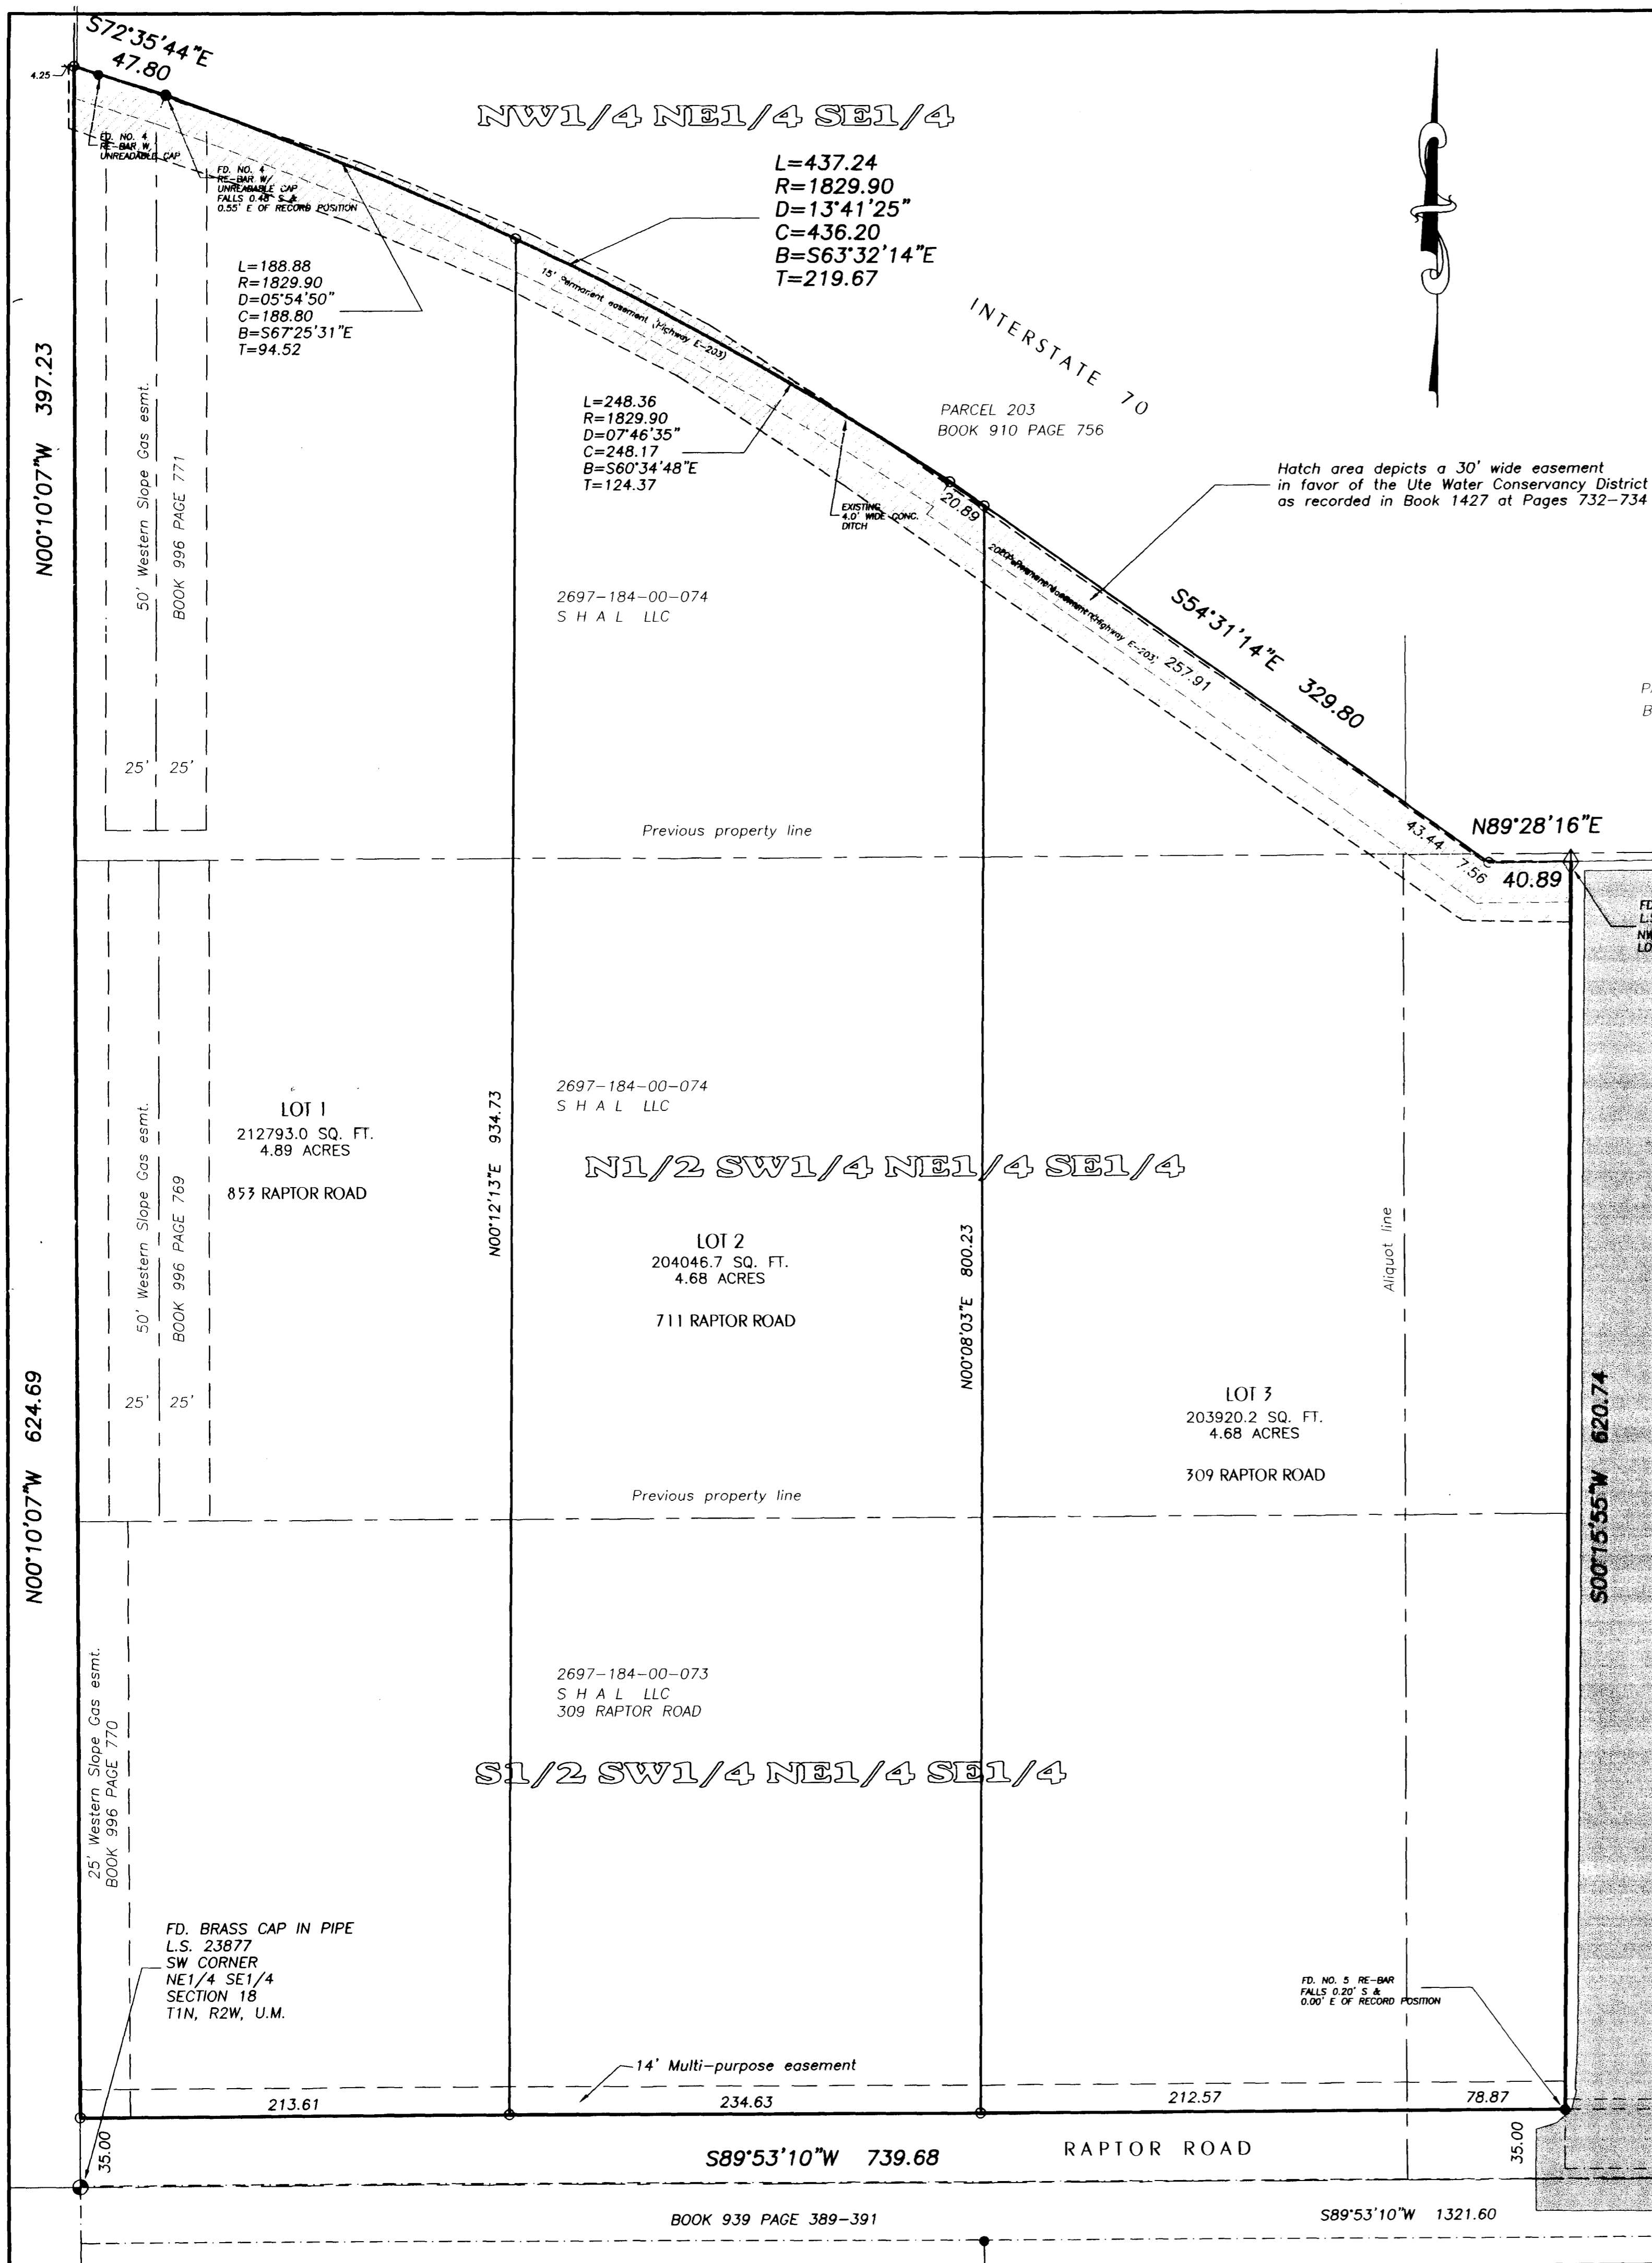 S72°35'44"E
47.80
4.25
FD. NO. 4
RE-BAR W/
UNREADABLE CAP
FD. NO. 4
RE-BAR W/
UNREADABLE CAP
FALLS 0.48' S &
0.55' E OF RECORD POSITION
NW1/4 NE1/4 SE1/4
L=437.24
R=1829.90
D=13°41'25"
C=436.20
B=S63°32'14"E
T=219.67
L=188.88
R=1829.90
D=05°54'50"
C=188.80
B=S67°25'31"E
T=94.52
15' Permanent easement (Highway E-203)
INTERSTATE 70
PARCEL 203
BOOK 910 PAGE 756
L=248.36
R=1829.90
D=07°46'35"
C=248.17
B=S60°34'48"E
T=124.37
EXISTING
4.0' WIDE CONC.
DITCH
20.89
Hatch area depicts a 30' wide easement
in favor of the Ute Water Conservancy District
as recorded in Book 1427 at Pages 732-734
N00°10'07"W 397.23
50' Western Slope Gas esmt.
BOOK 996 PAGE 771
25' 25'
2697-184-00-074
S H A L LLC
257.91
S54°31'14"E 329.80
Previous property line
43.44
7.56
N89°28'16"E
40.89
LOT 1
212793.0 SQ. FT.
4.89 ACRES
853 RAPTOR ROAD
50' Western Slope Gas esmt.
BOOK 996 PAGE 769
25' 25'
N00°12'13"E 934.73
2697-184-00-074
S H A L LLC
N1/2 SW1/4 NE1/4 SE1/4
LOT 2
204046.7 SQ. FT.
4.68 ACRES
711 RAPTOR ROAD
N00°08'03"E 800.23
Aliquot line
LOT 3
203920.2 SQ. FT.
4.68 ACRES
309 RAPTOR ROAD
N00°10'07"W 624.69
S00°15'55"W 620.74
Previous property line
25' Western Slope Gas esmt.
BOOK 996 PAGE 770
2697-184-00-073
S H A L LLC
309 RAPTOR ROAD
S1/2 SW1/4 NE1/4 SE1/4
FD. BRASS CAP IN PIPE
L.S. 23877
SW CORNER
NE1/4 SE1/4
SECTION 18
T1N, R2W, U.M.
FD. NO. 5 RE-BAR
FALLS 0.20' S &
0.00' E OF RECORD POSITION
14' Multi-purpose easement
213.61
234.63
212.57
78.87
35.00
35.00
S89°53'10"W 739.68
RAPTOR ROAD
BOOK 939 PAGE 389-391
S89°53'10"W 1321.60